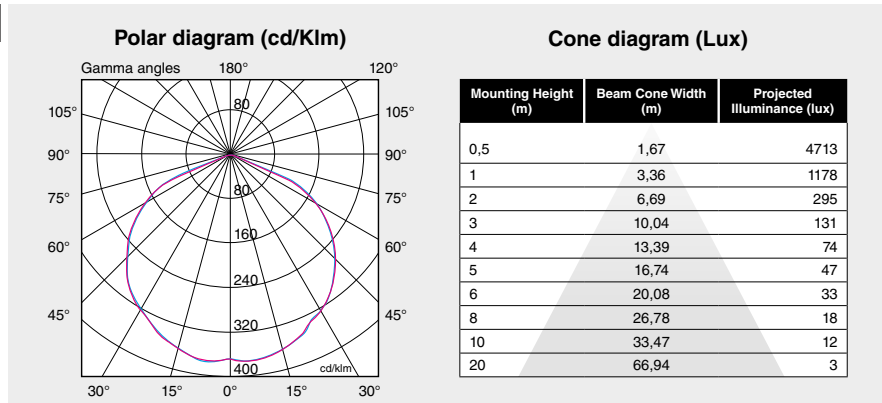 Polar diagram (cd/Klm)
Gamma angles 180° 120°
105° 80 105°
90° 90°
75° 80 75°
60° 160 60°
240
45° 320 45°
400 cd/klm
30° 15° 0° 15° 30°
Cone diagram (Lux)
Mounting Height (m) Beam Cone Width (m) Projected Illuminance (lux)
0,5 1,67 4713
1 3,36 1178
2 6,69 295
3 10,04 131
4 13,39 74
5 16,74 47
6 20,08 33
8 26,78 18
10 33,47 12
20 66,94 3